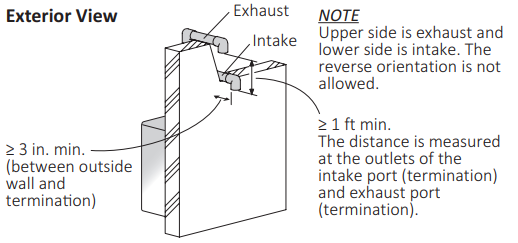 Exterior View
Exhaust
Intake
NOTE
Upper side is exhaust and
lower side is intake. The
reverse orientation is not
allowed.
≥ 1 ft min.
The distance is measured
at the outlets of the
intake port (termination)
and exhaust port
(termination).
≥ 3 in. min.
(between outside
wall and
termination)